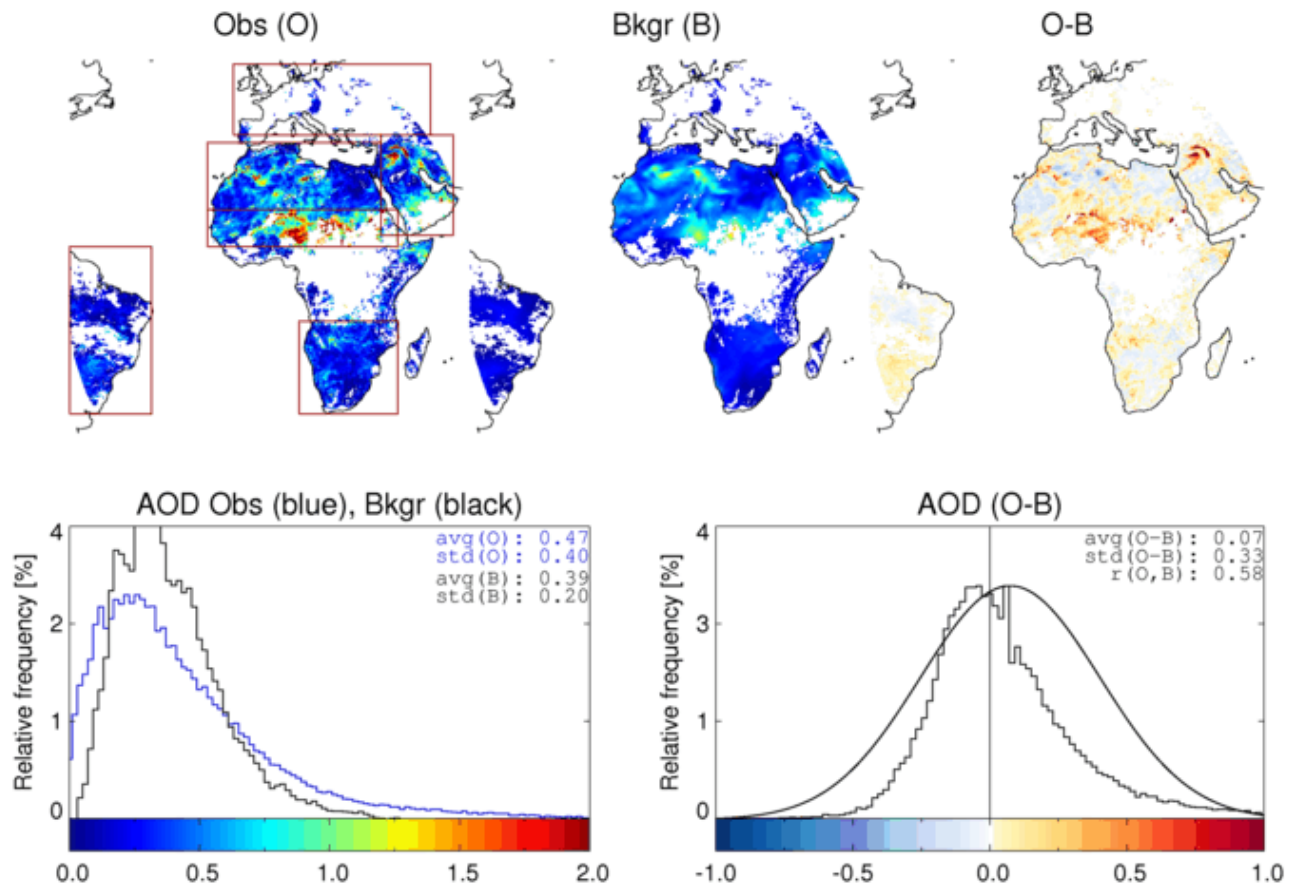 Obs (O)
Bkgr (B)
O-B
AOD Obs (blue), Bkgr (black)
Relative frequency [%]
4
2
1
0
avg(O): 0.47
std(O): 0.40
avg(B): 0.39
std(B): 0.20
0.0 0.5 1.0 1.5 2.0
AOD (O-B)
Relative frequency [%]
4
3
1
0
avg(O-B): 0.07
std(O-B): 0.33
r(O,B): 0.58
-1.0 -0.5 0.0 0.5 1.0